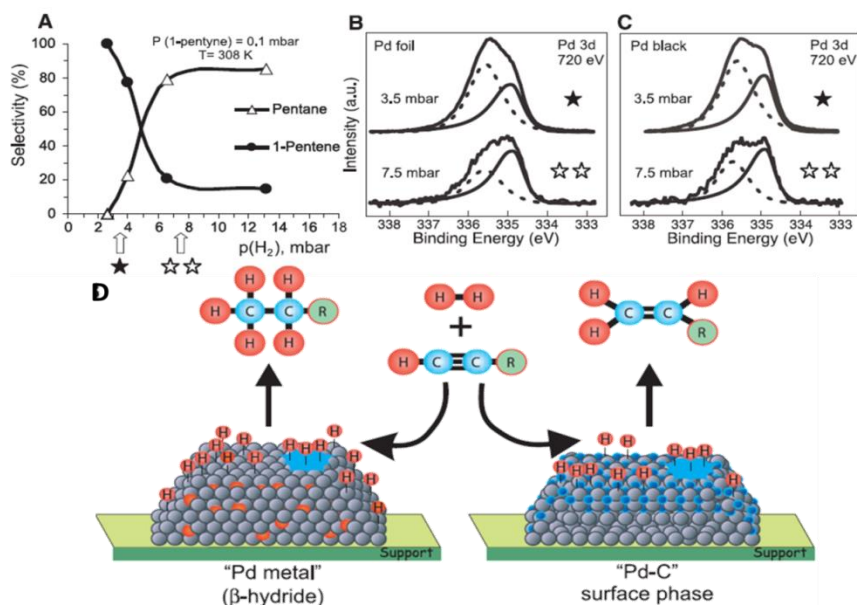 A
P (1-pentyne) = 0,1 mbar
T= 308 K
Selectivity (%)
100
80
60
40
20
0
Pentane
1-Pentene
0 2 4 6 8 10 12 14 16 18
p(H₂), mbar
B
Pd foil
Pd 3d
720 eV
3.5 mbar
7.5 mbar
Intensity (a.u.)
338 337 336 335 334 333
Binding Energy (eV)
C
Pd black
Pd 3d
720 eV
3.5 mbar
7.5 mbar
338 337 336 335 334 333
Binding Energy (eV)
D
H H
H C C R
H H
H H
+
H C C R
H H
C C
H R
H H H H H H H H H H H H H
Support
"Pd metal"
(β-hydride)
H H H H H H H H H H
Support
"Pd-C"
surface phase